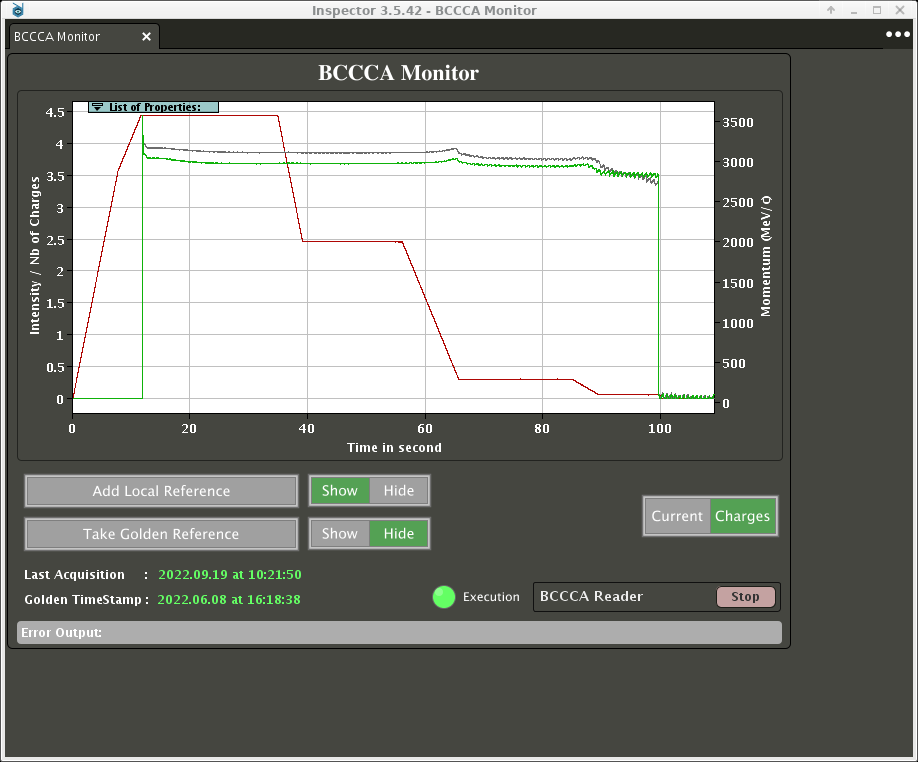 Inspector 3.5.42 - BCCCA Monitor
BCCCA Monitor
BCCCA Monitor
List of Properties:
4.5
4
3.5
3
2.5
2
1.5
1
0.5
0
Intensity / Nb of Charges
3500
3000
2500
2000
1500
1000
500
0
Momentum (MeV/c)
0 20 40 60 80 100
Time in second
Add Local Reference Show Hide
Current Charges
Take Golden Reference Show Hide
Last Acquisition : 2022.09.19 at 10:21:50
Golden TimeStamp : 2022.06.08 at 16:18:38
Execution BCCCA Reader Stop
Error Output: